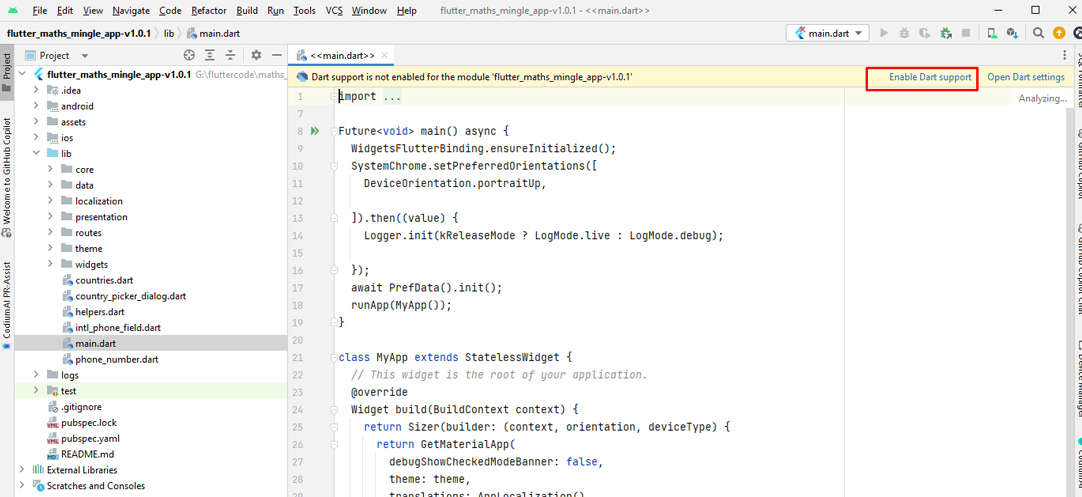 File Edit View Navigate Code Refactor Build Run Tools VCS Window Help flutter_maths_mingle_app-v1.0.1 - <<main.dart>>
flutter_maths_mingle_app-v1.0.1 lib main.dart main.dart
Project <<main.dart>>
Dart support is not enabled for the module 'flutter_maths_mingle_app-v1.0.1' Enable Dart support Open Dart settings
Analyzing...
Project
Welcome to GitHub Copilot
CodiumAI PR-Assist
flutter_maths_mingle_app-v1.0.1 G:\fluttercode\maths_
.idea
android
assets
ios
lib
core
data
localization
presentation
routes
theme
widgets
countries.dart
country_picker_dialog.dart
helpers.dart
intl_phone_field.dart
main.dart
phone_number.dart
logs
test
.gitignore
pubspec.lock
pubspec.yaml
README.md
External Libraries
Scratches and Consoles
1 import ...
7
8 Future<void> main() async {
9 WidgetsFlutterBinding.ensureInitialized();
10 SystemChrome.setPreferredOrientations([
11 DeviceOrientation.portraitUp,
12
13 ]).then((value) {
14 Logger.init(kReleaseMode ? LogMode.live : LogMode.debug);
15
16 });
17 await PrefData().init();
18 runApp(MyApp());
19 }
20
21 class MyApp extends StatelessWidget {
22 // This widget is the root of your application.
23 @override
24 Widget build(BuildContext context) {
25 return Sizer(builder: (context, orientation, deviceType) {
26 return GetMaterialApp(
27 debugShowCheckedModeBanner: false,
28 theme: theme,
translations: AppLocalization()